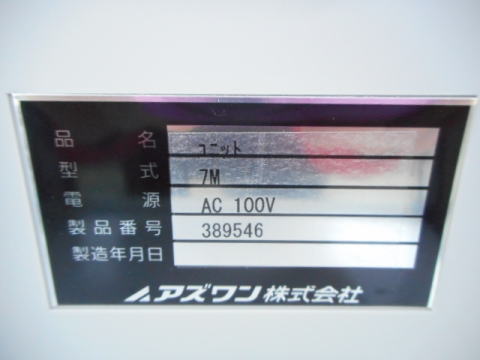 品 名 ユニット
型 式 7M
電 源 AC 100V
製品番号 389546
製造年月日
アズワン株式会社